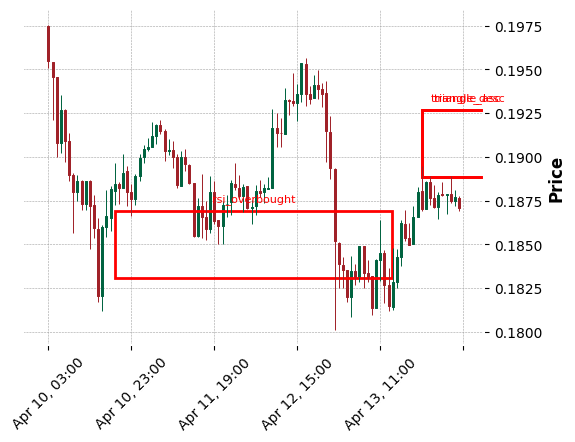 0.1975
0.1950
0.1925
0.1900
0.1875
0.1850
0.1825
0.1800
Price
triangle_desc
rsi_overbought
Apr 10, 03:00
Apr 10, 23:00
Apr 11, 19:00
Apr 12, 15:00
Apr 13, 11:00